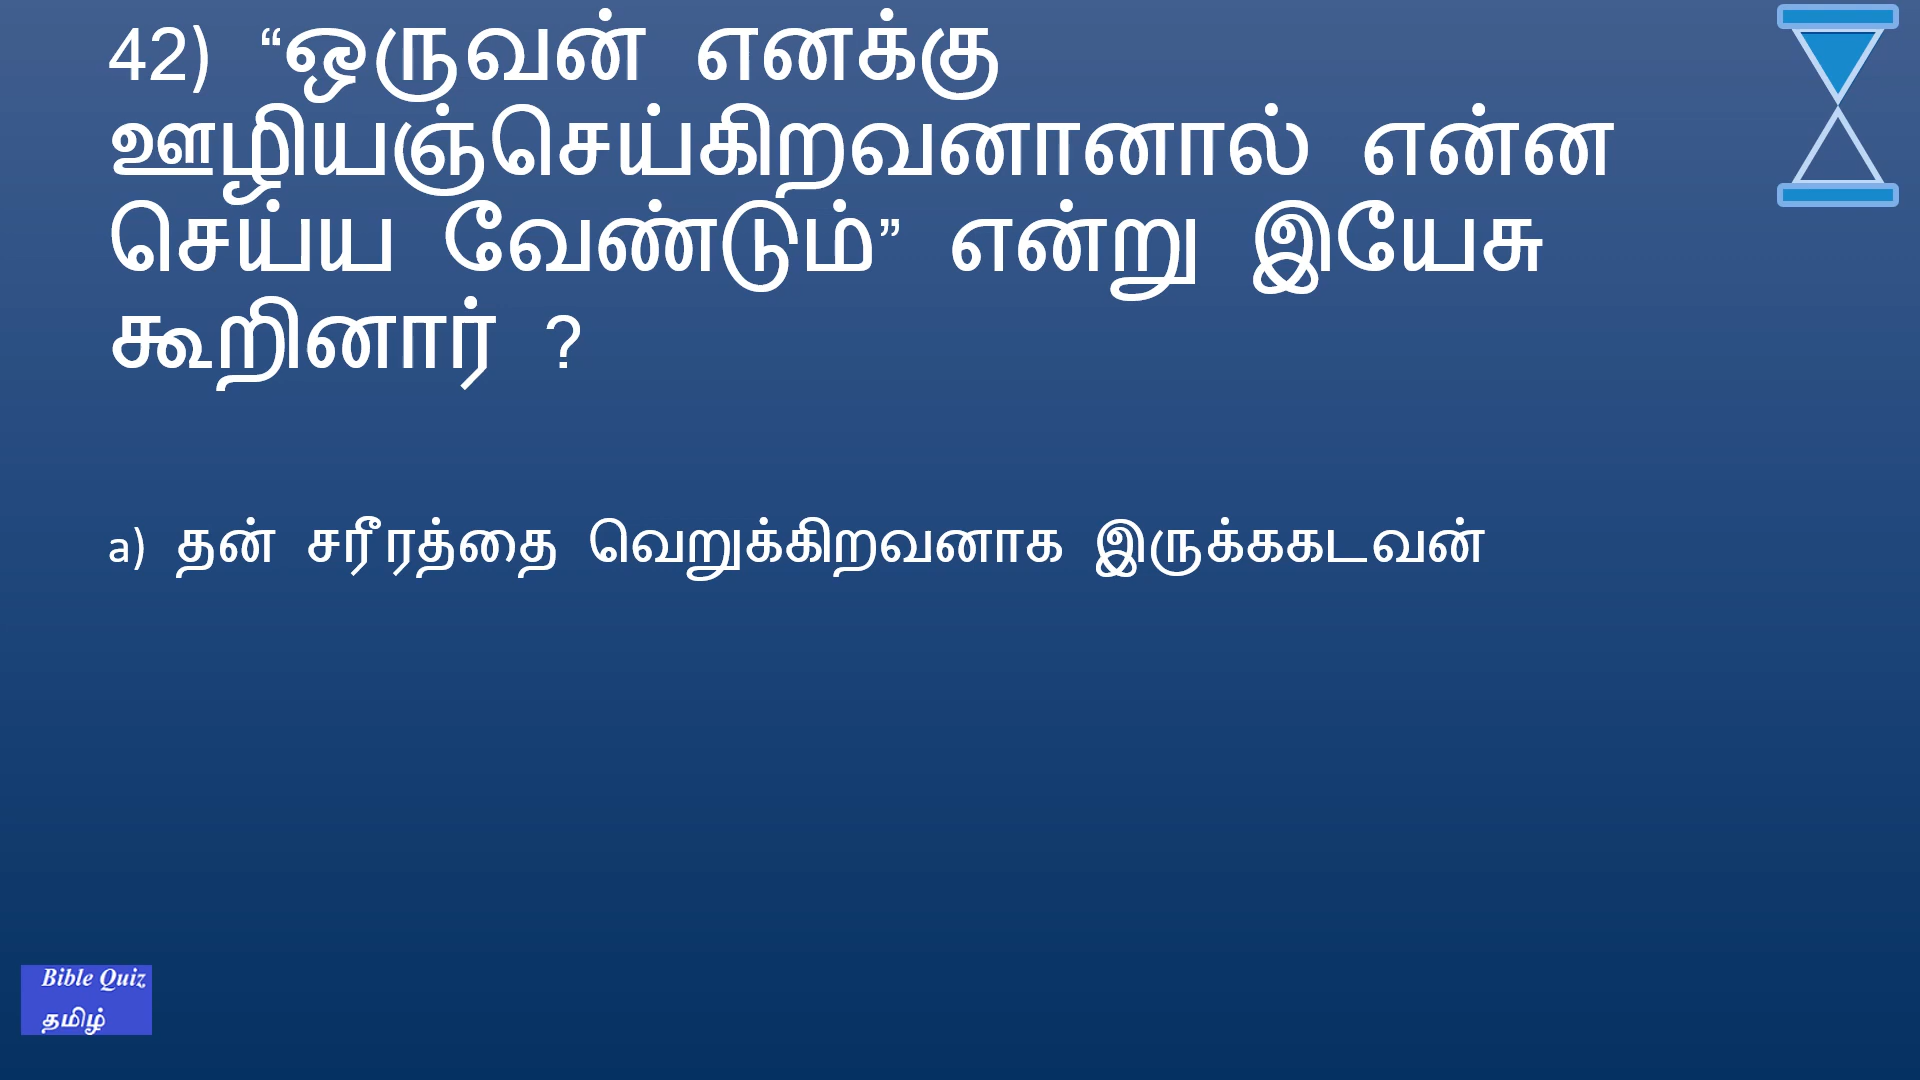 42) “ஒருவன் எனக்கு
ஊழியஞ்செய்கிறவனானால் என்ன
செய்ய வேண்டும்” என்று இயேசு
கூறினார் ?
a) தன் சரீரத்தை வெறுக்கிறவனாக இருக்ககடவன்
Bible Quiz
தமிழ்